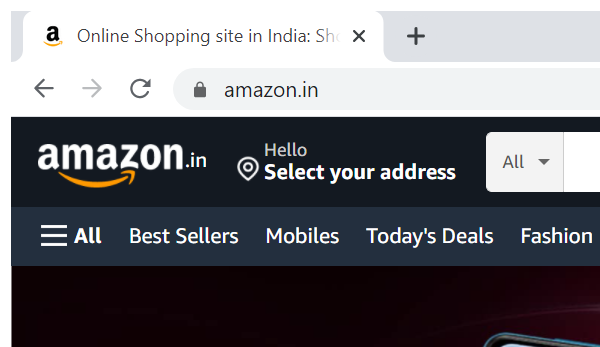 Online Shopping site in India: Sh
amazon.in
amazon.in
Hello
Select your address
All
All Best Sellers Mobiles Today's Deals Fashion